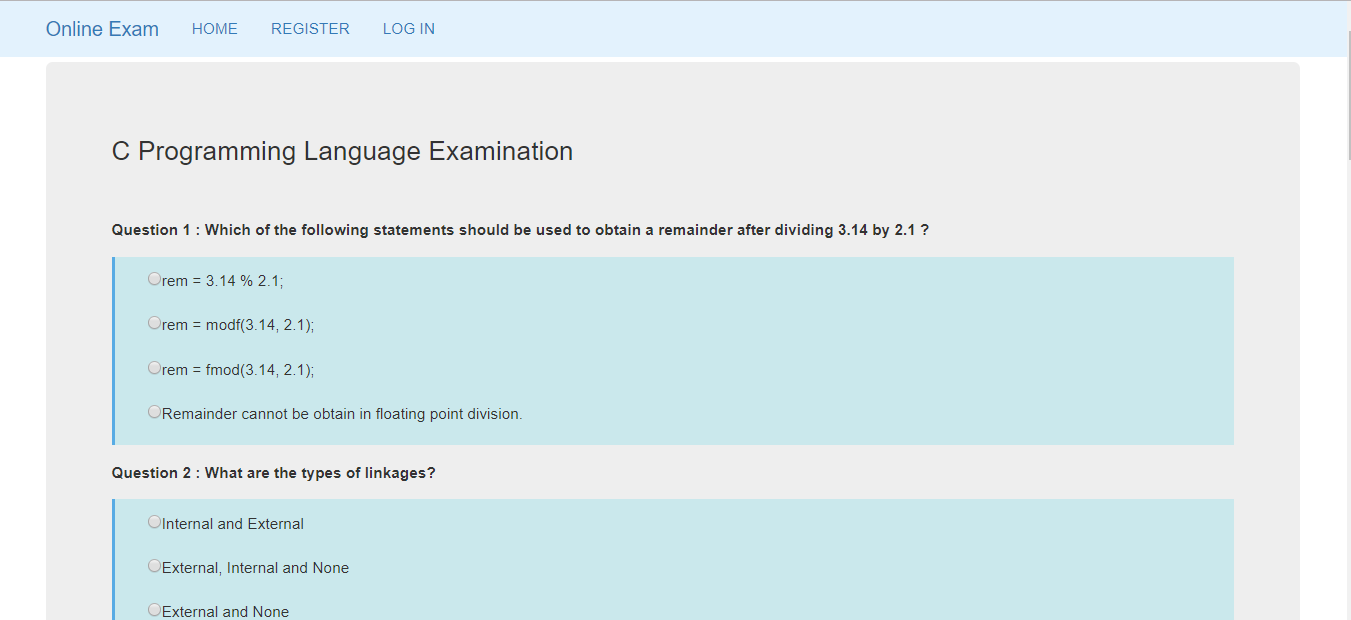 Online Exam HOME REGISTER LOG IN
C Programming Language Examination
Question 1 : Which of the following statements should be used to obtain a remainder after dividing 3.14 by 2.1 ?
rem = 3.14 % 2.1;
rem = modf(3.14, 2.1);
rem = fmod(3.14, 2.1);
Remainder cannot be obtain in floating point division.
Question 2 : What are the types of linkages?
Internal and External
External, Internal and None
External and None